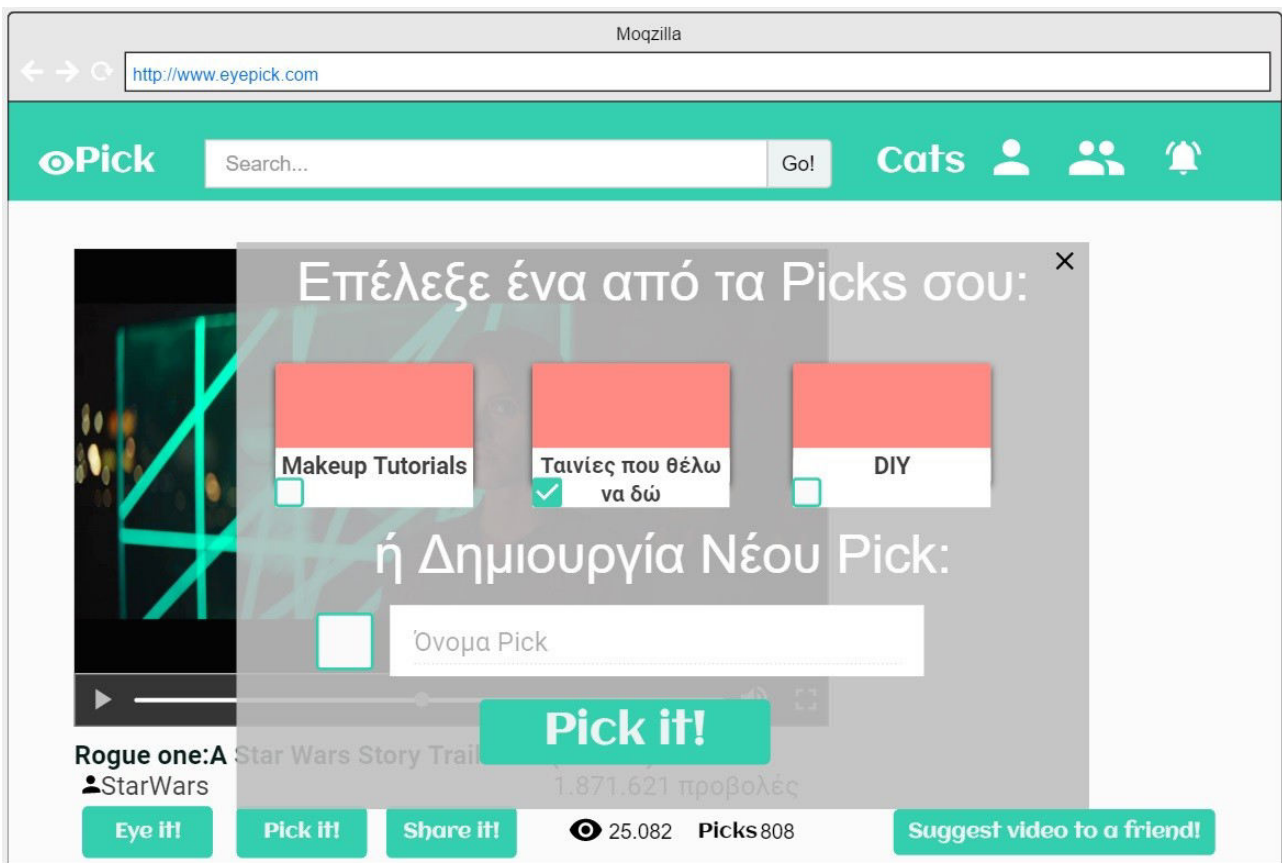 Moqzilla
http://www.eyepick.com
Pick
Search...
Go!
Cats
Επέλεξε ένα από τα Picks σου:
Makeup Tutorials
Ταινίες που θέλω
να δώ
DIY
ή Δημιουργία Νέου Pick:
Όνομα Pick
Pick it!
Rogue one:A Star Wars Story
StarWars
1.871.621 προβολές
Eye it!
Pick it!
Share it!
25.082
Picks 808
Suggest video to a friend!